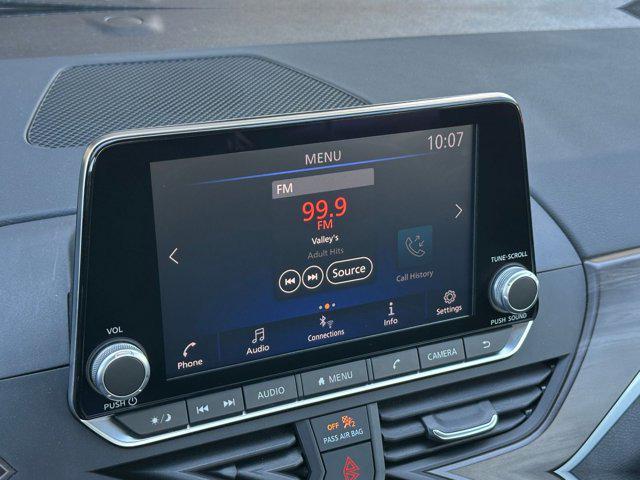 MENU
10:07
FM
99.9
FM
Valley's
Adult Hits
Source
Call History
Phone
Audio
Connections
Info
Settings
VOL
PUSH
TUNE·SCROLL
PUSH SOUND
AUDIO
MENU
CAMERA
OFF
PASS AIR BAG